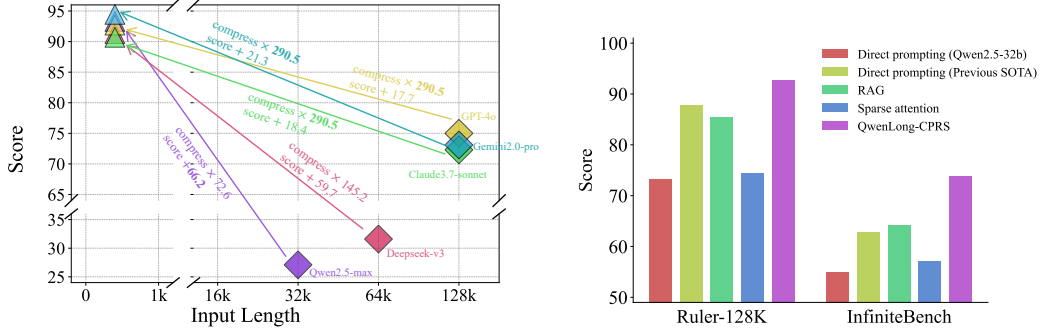 95
90
85
80
75
70
65
35
30
25
Score
compress × 290.5
score + 21.3
compress × 290.5
score + 17.7
compress × 290.5
score + 18.4
compress × 72.6
score +66.2
compress × 145.2
score + 59.7
GPT-4o
Gemini2.0-pro
Claude3.7-sonnet
Deepseek-v3
Qwen2.5-max
0 1k 16k 32k 64k 128k
Input Length
100
90
80
70
60
50
Score
Direct prompting (Qwen2.5-32b)
Direct prompting (Previous SOTA)
RAG
Sparse attention
QwenLong-CPRS
Ruler-128K InfiniteBench